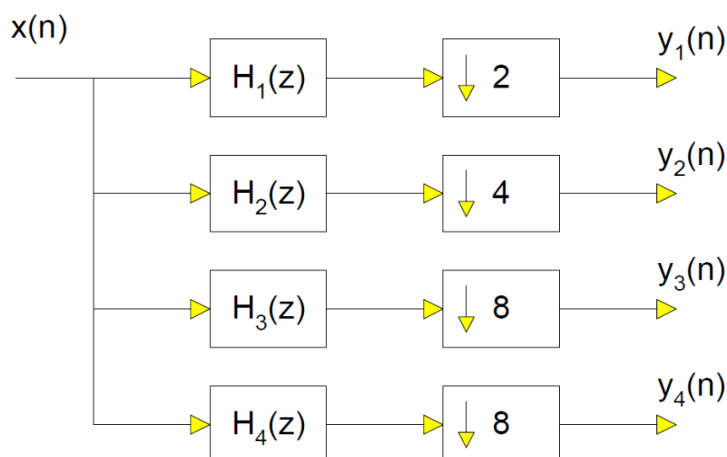 x(n)
H₁(z) 2 y₁(n)
H₂(z) 4 y₂(n)
H₃(z) 8 y₃(n)
H₄(z) 8 y₄(n)